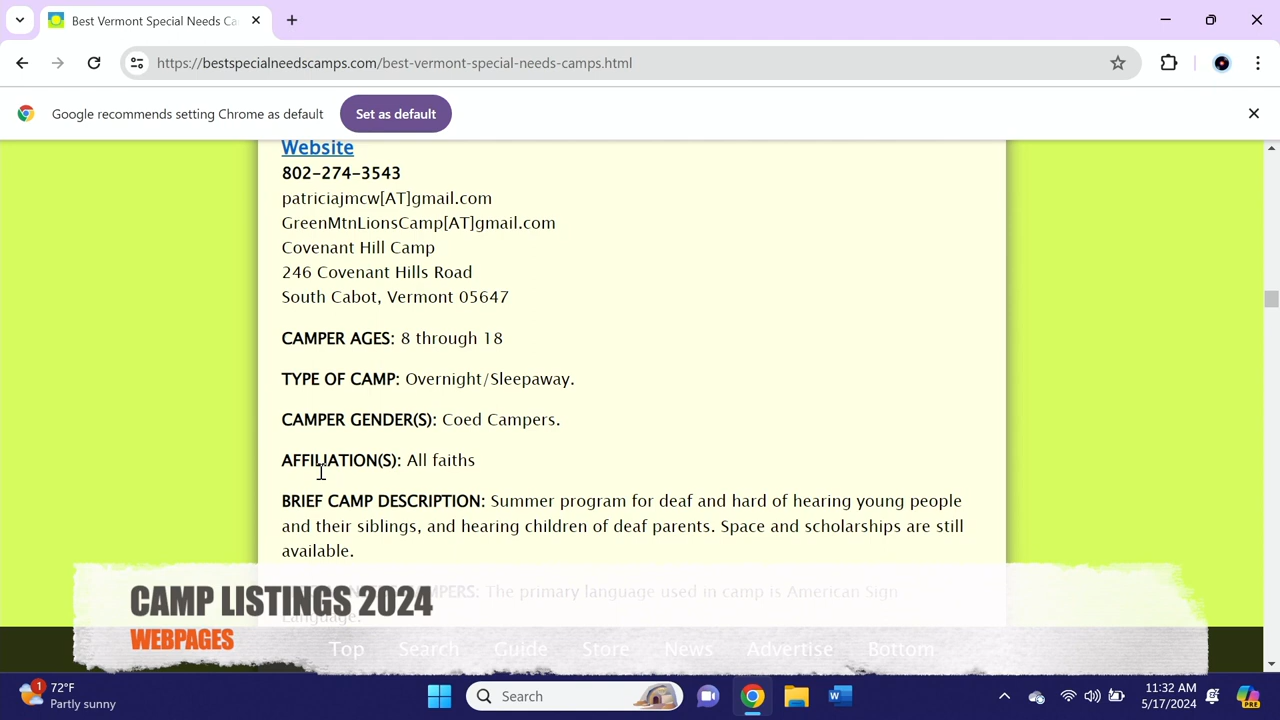 Best Vermont Special Needs Ca
https://bestspecialneedscamps.com/best-vermont-special-needs-camps.html
Google recommends setting Chrome as default
Set as default
Website
802-274-3543
patriciajmcw[AT]gmail.com
GreenMtnLionsCamp[AT]gmail.com
Covenant Hill Camp
246 Covenant Hills Road
South Cabot, Vermont 05647
CAMPER AGES: 8 through 18
TYPE OF CAMP: Overnight/Sleepaway.
CAMPER GENDER(S): Coed Campers.
AFFILIATION(S): All faiths
BRIEF CAMP DESCRIPTION: Summer program for deaf and hard of hearing young people
and their siblings, and hearing children of deaf parents. Space and scholarships are still
available.
CAMPERS: The primary language used in camp is American Sign
Language.
CAMP LISTINGS 2024
WEBPAGES
Top Search Guide Store News Advertise Bottom
1
72°F
Partly sunny
Search
11:32 AM
5/17/2024
PRE